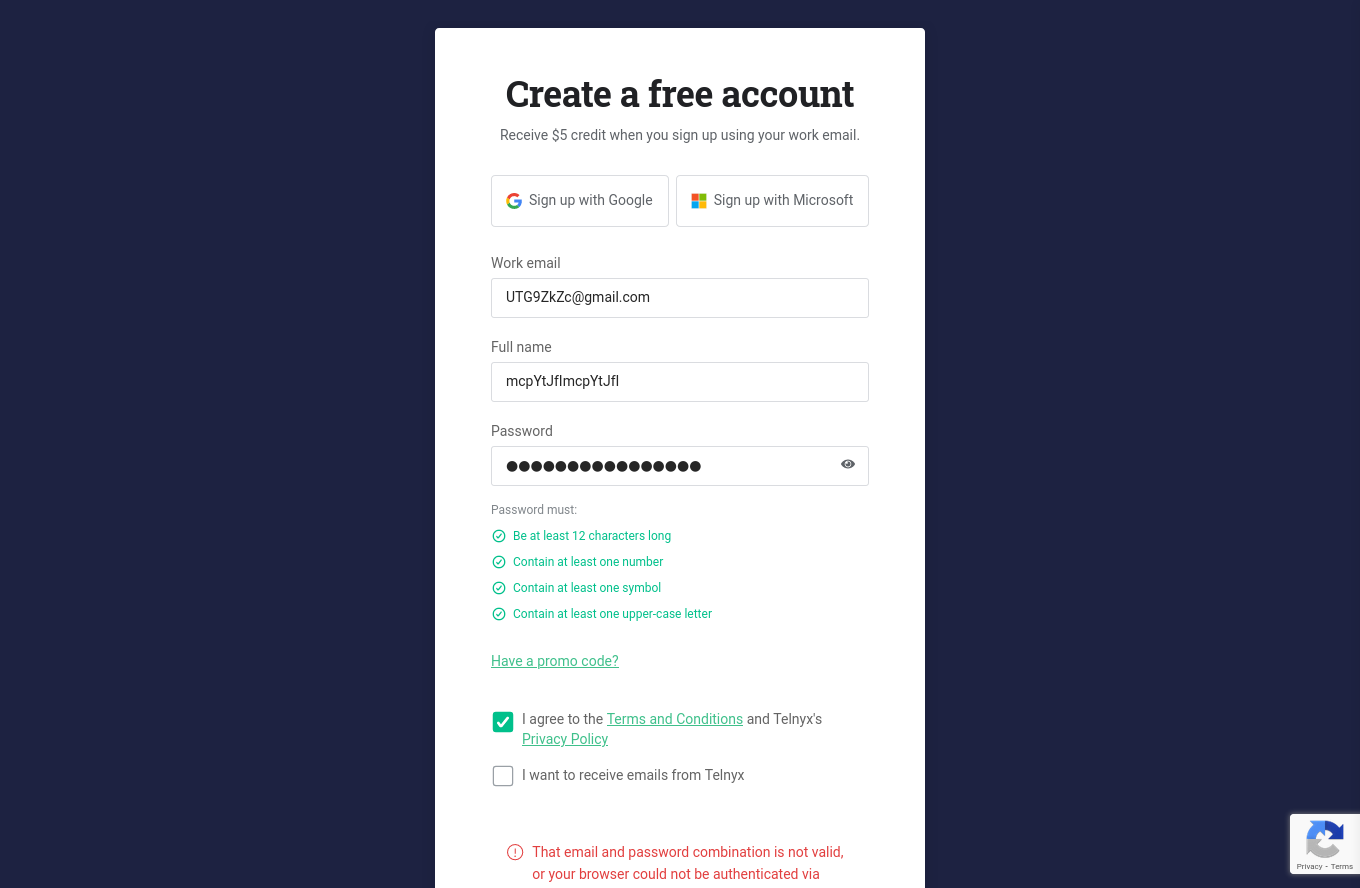 Create a free account
Receive $5 credit when you sign up using your work email.
Sign up with Google
Sign up with Microsoft
Work email
UTG9ZkZc@gmail.com
Full name
mcpYtJflmcpYtJfl
Password
Password must:
Be at least 12 characters long
Contain at least one number
Contain at least one symbol
Contain at least one upper-case letter
Have a promo code?
I agree to the Terms and Conditions and Telnyx's
Privacy Policy
I want to receive emails from Telnyx
That email and password combination is not valid,
or your browser could not be authenticated via
Privacy - Terms